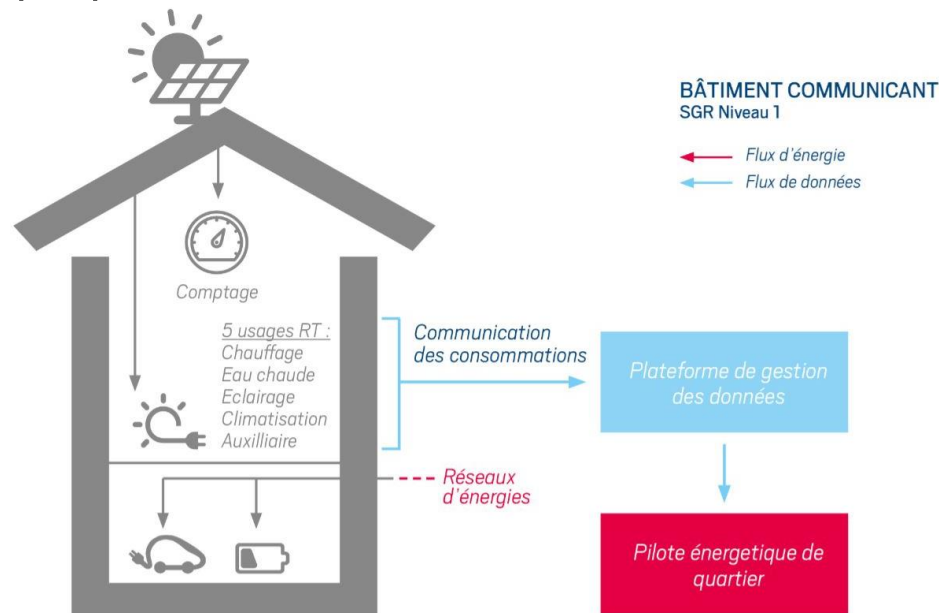 BÂTIMENT COMMUNICANT
SGR Niveau 1
Flux d'énergie
Flux de données
Comptage
5 usages RT :
Chauffage
Eau chaude
Eclairage
Climatisation
Auxilliaire
Communication
des consommations
Plateforme de gestion
des données
Réseaux
d'énergies
Pilote énergetique de
quartier